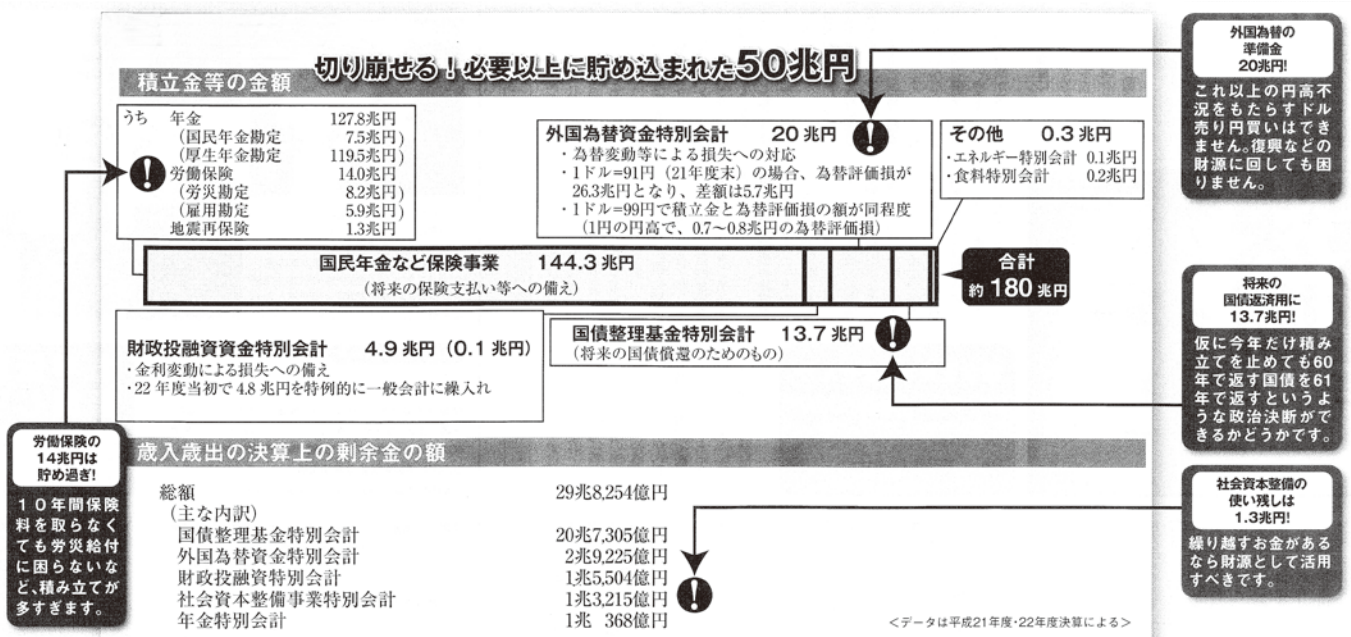 切り崩せる！必要以上に貯め込まれた50兆円
積立金等の金額
うち 年金 127.8兆円
（国民年金勘定 7.5兆円）
（厚生年金勘定 119.5兆円）
労働保険 14.0兆円
（労災勘定 8.2兆円）
（雇用勘定 5.9兆円）
地震再保険 1.3兆円
外国為替資金特別会計 20 兆円
・為替変動等による損失への対応
・1ドル=91円（21年度末）の場合、為替評価損が
26.3兆円となり、差額は5.7兆円
・1ドル=99円で積立金と為替評価損の額が同程度
（1円の円高で、0.7〜0.8兆円の為替評価損）
その他 0.3 兆円
・エネルギー特別会計 0.1兆円
・食料特別会計 0.2兆円
国民年金など保険事業 144.3 兆円
（将来の保険支払い等への備え）
合計
約 180 兆円
財政投融資資金特別会計 4.9 兆円（0.1 兆円）
・金利変動による損失への備え
・22 年度当初で 4.8 兆円を特例的に一般会計に繰入れ
国債整理基金特別会計 13.7 兆円
（将来の国債償還のためのもの）
歳入歳出の決算上の剰余金の額
総額 29兆8,254億円
（主な内訳）
国債整理基金特別会計 20兆7,305億円
外国為替資金特別会計 2兆9,225億円
財政投融資特別会計 1兆5,504億円
社会資本整備事業特別会計 1兆3,215億円
年金特別会計 1兆 368億円
＜データは平成21年度・22年度決算による＞
労働保険の
14兆円は
貯め過ぎ!
１０年間保険
料を取らなく
ても労災給付
に困らないな
ど、積み立てが
多すぎます。
外国為替の
準備金
20兆円!
これ以上の円高不
況をもたらすドル
売り円買いはでき
ません。復興などの
財源に回しても困
りません。
将来の
国債返済用に
13.7兆円!
仮に今年だけ積み
立てを止めても60
年で返す国債を61
年で返すというよ
うな政治決断がで
きるかどうかです。
社会資本整備の
使い残しは
1.3兆円!
繰り越すお金がある
なら財源として活用
すべきです。